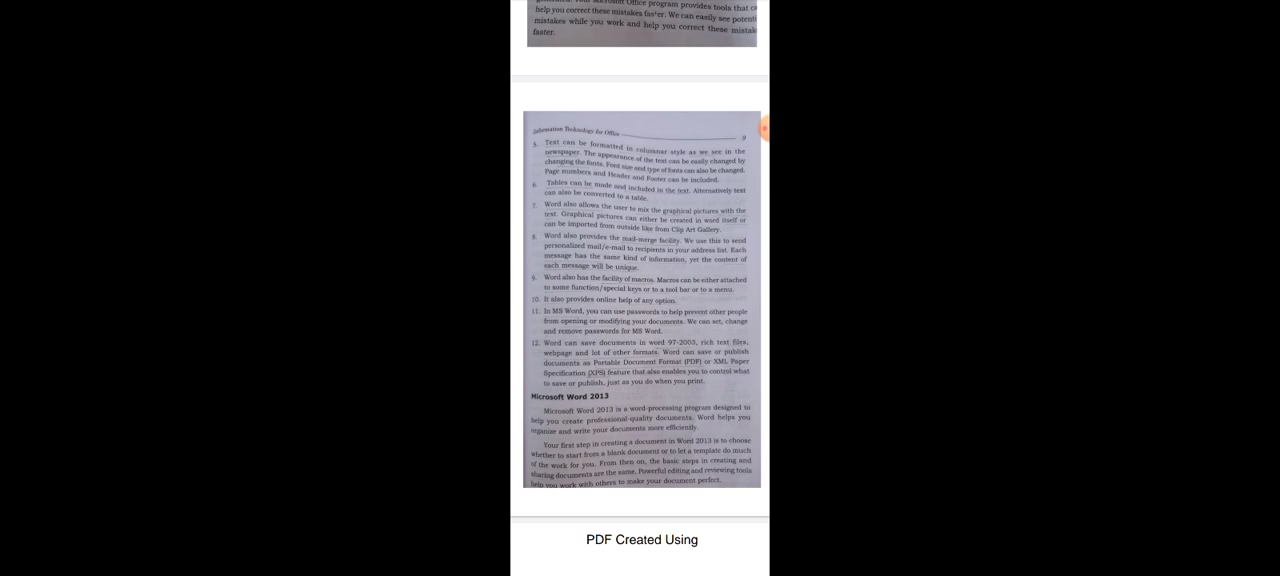 Microsoft Office program provides tools that
help you correct these mistakes faster. We can easily see potenti
mistakes while you work and help you correct these mistak
faster.
Information Technology for Office 9
5. Text can be formatted in columnar style as we see in the
newspaper. The appearance of the text can be easily changed by
changing the fonts. Font size and type of fonts can also be changed.
Page numbers and Header and Footer can be included.
6. Tables can be made and included in the text. Alternatively text
can also be converted to a table.
7. Word also allows the user to mix the graphical pictures with the
text. Graphical pictures can either be created in word itself or
can be imported from outside like from Clip Art Gallery.
8. Word also provides the mail-merge facility. We use this to send
personalized mail/e-mail to recipients in your address list. Each
message has the same kind of information, yet the content of
each message will be unique.
9. Word also has the facility of macros. Macros can be either attached
to some function/special keys or to a tool bar or to a menu.
10. It also provides online help of any option.
11. In MS Word, you can use passwords to help prevent other people
from opening or modifying your documents. We can set, change
and remove passwords for MS Word.
12. Word can save documents in word 97-2003, rich text files,
webpage and lot of other formats. Word can save or publish
documents as Portable Document Format (PDF) or XML Paper
Specification (XPS) feature that also enables you to control what
to save or publish, just as you do when you print.
Microsoft Word 2013
Microsoft Word 2013 is a word-processing program designed to
help you create professional-quality documents. Word helps you
organize and write your documents more efficiently.
Your first step in creating a document in Word 2013 is to choose
whether to start from a blank document or to let a template do much
of the work for you. From then on, the basic steps in creating and
sharing documents are the same. Powerful editing and reviewing tools
help you work with others to make your document perfect.
PDF Created Using